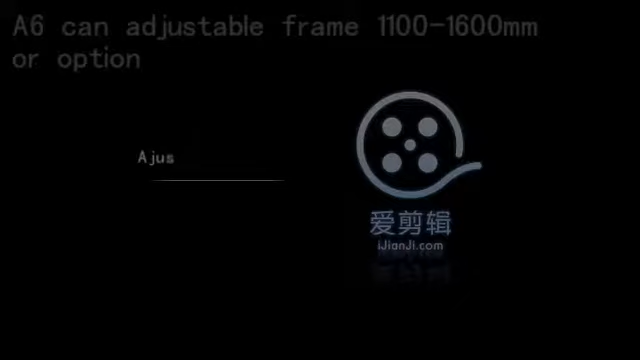 A6 can adjustable frame 1100-1600mm
or option
Ajus
爱剪辑
iJianJi.com